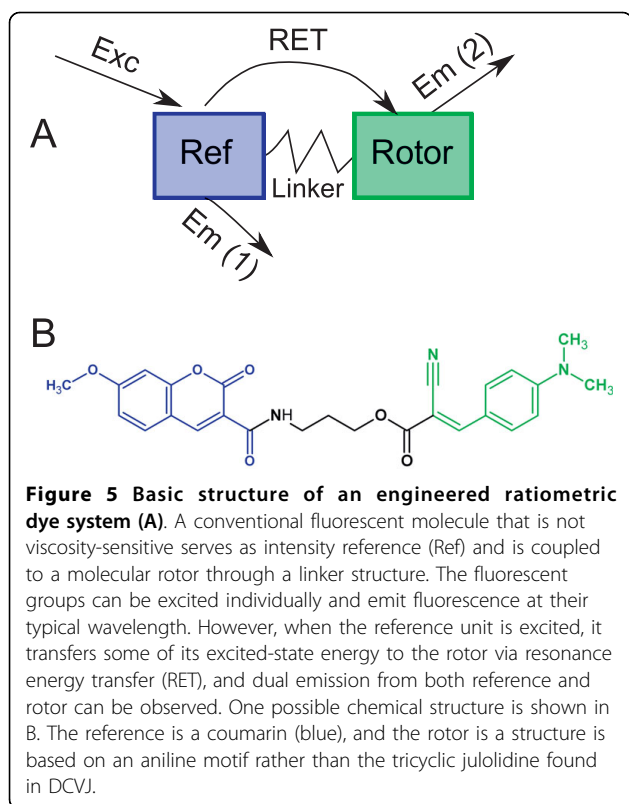 A
Exc
RET
Em (2)
Ref
Rotor
Linker
Em (1)
B
H₃C
O
O
O
O
NH
O
O
N
N
CH₃
CH₃
Figure 5 Basic structure of an engineered ratiometric
dye system (A). A conventional fluorescent molecule that is not
viscosity-sensitive serves as intensity reference (Ref) and is coupled
to a molecular rotor through a linker structure. The fluorescent
groups can be excited individually and emit fluorescence at their
typical wavelength. However, when the reference unit is excited, it
transfers some of its excited-state energy to the rotor via resonance
energy transfer (RET), and dual emission from both reference and
rotor can be observed. One possible chemical structure is shown in
B. The reference is a coumarin (blue), and the rotor is a structure is
based on an aniline motif rather than the tricyclic julolidine found
in DCVJ.